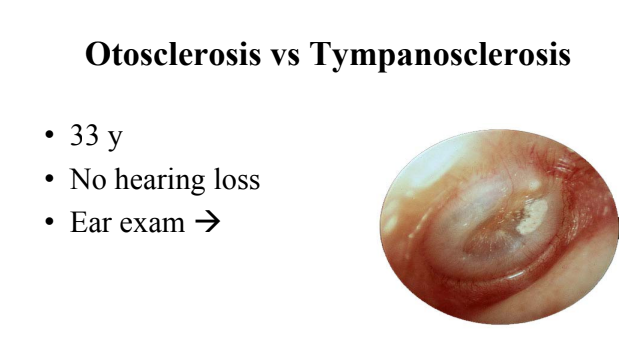 Otosclerosis vs Tympanosclerosis
• 33 y
• No hearing loss
• Ear exam →